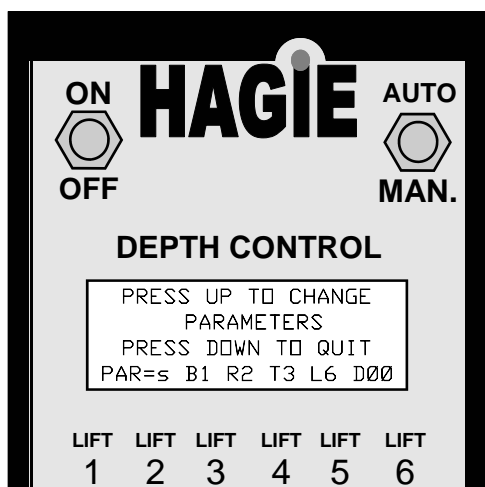 HAGIE
ON
OFF
AUTO
MAN.
DEPTH CONTROL
PRESS UP TO CHANGE
PARAMETERS
PRESS DOWN TO QUIT
PAR=s B1 R2 T3 L6 D00
LIFT LIFT LIFT LIFT LIFT LIFT
1 2 3 4 5 6